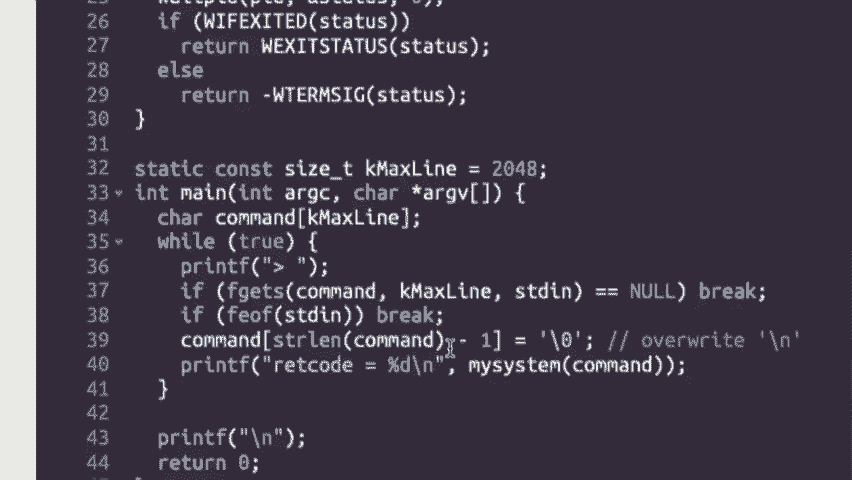 26 if (WIFEXITED(status))
27 return WEXITSTATUS(status);
28 else
29 return -WTERMSIG(status);
30 }
31
32 static const size_t kMaxLine = 2048;
33 int main(int argc, char *argv[]) {
34 char command[kMaxLine];
35 while (true) {
36 printf("> ");
37 if (fgets(command, kMaxLine, stdin) == NULL) break;
38 if (feof(stdin)) break;
39 command[strlen(command) - 1] = '\0'; // overwrite '\n'
40 printf("retcode = %d\n", mysystem(command));
41 }
42
43 printf("\n");
44 return 0;